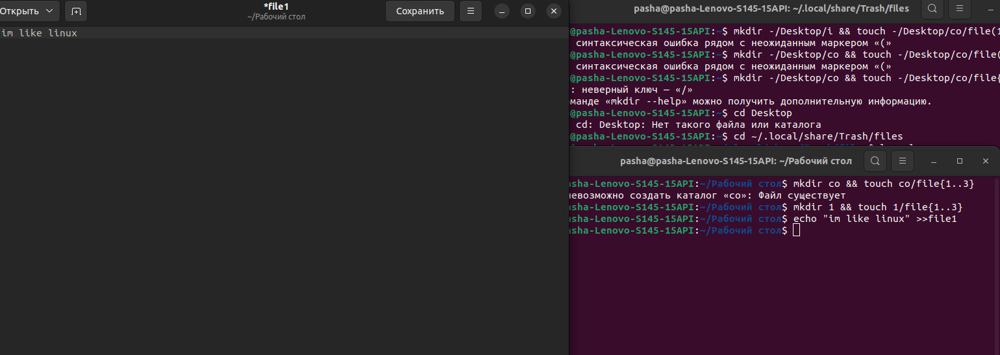 Открыть
*file1
~/Рабочий стол
Сохранить
im like linux
pasha@pasha-Lenovo-S145-15API: ~/.local/share/Trash/files
@pasha-Lenovo-S145-15API:~$ mkdir -/Desktop/i && touch -/Desktop/co/file(1
синтаксическая ошибка рядом с неожиданным маркером «(»
@pasha-Lenovo-S145-15API:~$ mkdir -/Desktop/co && touch -/Desktop/co/file(
синтаксическая ошибка рядом с неожиданным маркером «(»
@pasha-Lenovo-S145-15API:~$ mkdir -/Desktop/co && touch -/Desktop/co/file{
: неверный ключ — «/»
манде «mkdir --help» можно получить дополнительную информацию.
@pasha-Lenovo-S145-15API:~$ cd Desktop
cd: Desktop: Нет такого файла или каталога
@pasha-Lenovo-S145-15API:~$ cd ~/.local/share/Trash/files
pasha@pasha-Lenovo-S145-15API: ~/Рабочий стол
asha-Lenovo-S145-15API:~/Рабочий стол$ mkdir co && touch co/file{1..3}
невозможно создать каталог «co»: Файл существует
asha-Lenovo-S145-15API:~/Рабочий стол$ mkdir 1 && touch 1/file{1..3}
asha-Lenovo-S145-15API:~/Рабочий стол$ echo "im like linux" >>file1
asha-Lenovo-S145-15API:~/Рабочий стол$